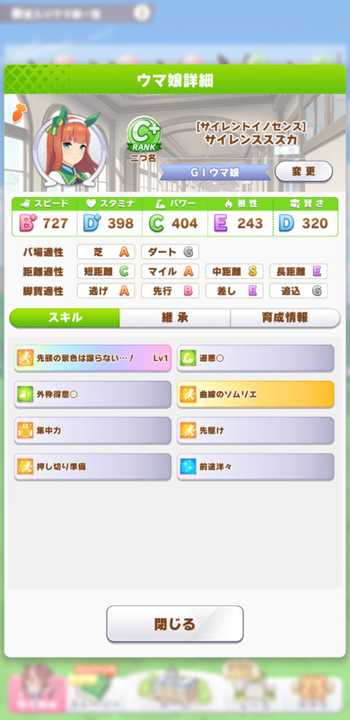 ウマ娘詳細
C+
RANK
二つ名
[サイレントイノセンス]
サイレンススズカ
GIウマ娘
変更
スピード スタミナ パワー 根性 賢さ
B+ 727 D+ 398 C 404 E 243 D 320
バ場適性 芝 A ダート G
距離適性 短距離 C マイル A 中距離 S 長距離 E
脚質適性 逃げ A 先行 B 差し E 追込 G
スキル 継承 育成情報
先頭の景色は譲らない…! Lv1 道悪○
外枠得意○ 曲線のソムリエ
集中力 先駆け
押し切り準備 前途洋々
閉じる